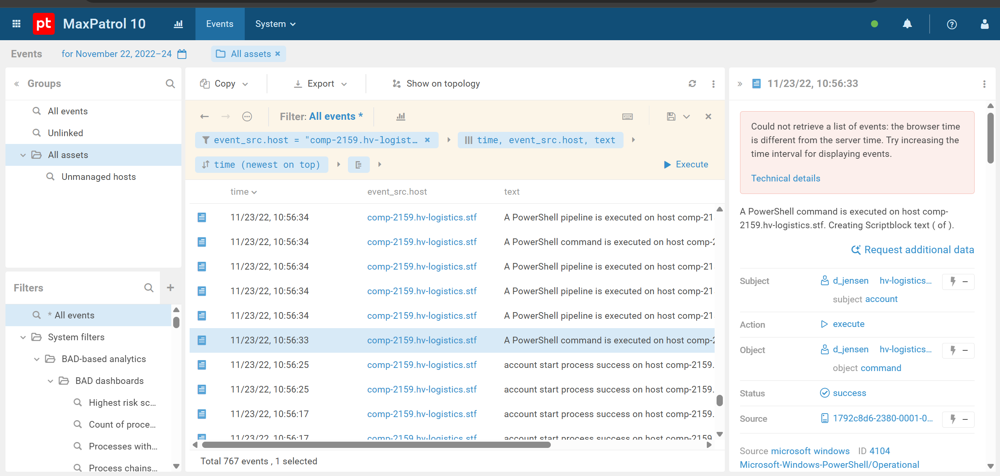 pt MaxPatrol 10 Events System
Events for November 22, 2022–24 All assets
Groups
All events
Unlinked
All assets
Unmanaged hosts
Filters
* All events
System filters
BAD-based analytics
BAD dashboards
Highest risk sc...
Count of proce...
Processes with...
Process chains...
Copy Export Show on topology
Filter: All events *
event_src.host = "comp-2159.hv-logist… time, event_src.host, text
time (newest on top) Execute
time event_src.host text
11/23/22, 10:56:34 comp-2159.hv-logistics.stf A PowerShell pipeline is executed on host comp-21
11/23/22, 10:56:34 comp-2159.hv-logistics.stf A PowerShell command is executed on host comp-2
11/23/22, 10:56:34 comp-2159.hv-logistics.stf A PowerShell pipeline is executed on host comp-21
11/23/22, 10:56:34 comp-2159.hv-logistics.stf A PowerShell pipeline is executed on host comp-21
11/23/22, 10:56:34 comp-2159.hv-logistics.stf A PowerShell pipeline is executed on host comp-21
11/23/22, 10:56:33 comp-2159.hv-logistics.stf A PowerShell command is executed on host comp-2
11/23/22, 10:56:25 comp-2159.hv-logistics.stf account start process success on host comp-2159.
11/23/22, 10:56:25 comp-2159.hv-logistics.stf account start process success on host comp-2159.
11/23/22, 10:56:17 comp-2159.hv-logistics.stf account start process success on host comp-2159.
11/23/22, 10:56:17 comp-2159.hv-logistics.stf account start process success on host comp-2159
Total 767 events , 1 selected
11/23/22, 10:56:33
Could not retrieve a list of events: the browser time
is different from the server time. Try increasing the
time interval for displaying events.
Technical details
A PowerShell command is executed on host comp-
2159.hv-logistics.stf. Creating Scriptblock text ( of ).
Request additional data
Subject d_jensen hv-logistics...
subject account
Action execute
Object d_jensen hv-logistics...
object command
Status success
Source 1792c8d6-2380-0001-0...
Source microsoft windows ID 4104
Microsoft-Windows-PowerShell/Operational